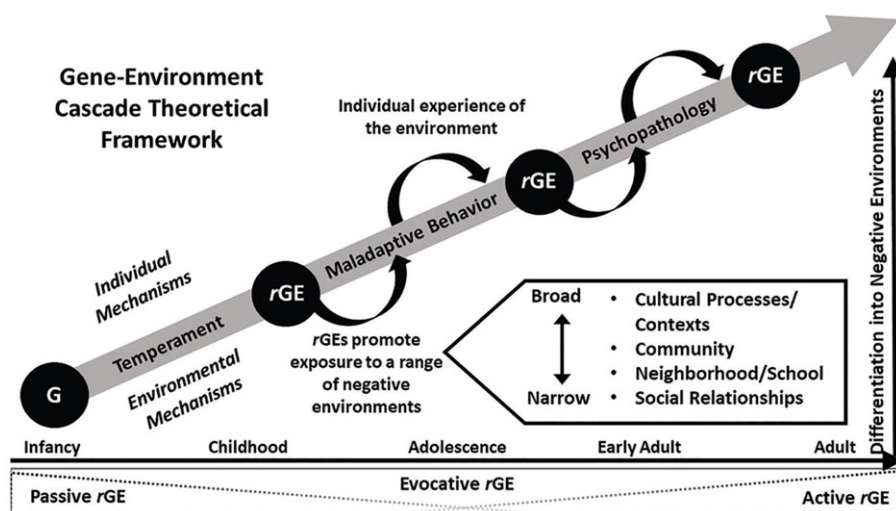 Gene-Environment
Cascade Theoretical
Framework
Individual experience of
the environment
rGE
Psychopathology
rGE
Maladaptive Behavior
rGE
Temperament
G
Individual
Mechanisms
Environmental
Mechanisms
rGEs promote
exposure to a range
of negative
environments
Broad
Narrow
• Cultural Processes/
Contexts
• Community
• Neighborhood/School
• Social Relationships
Differentiation into Negative Environments
Infancy
Childhood
Adolescence
Early Adult
Adult
Passive rGE
Evocative rGE
Active rGE